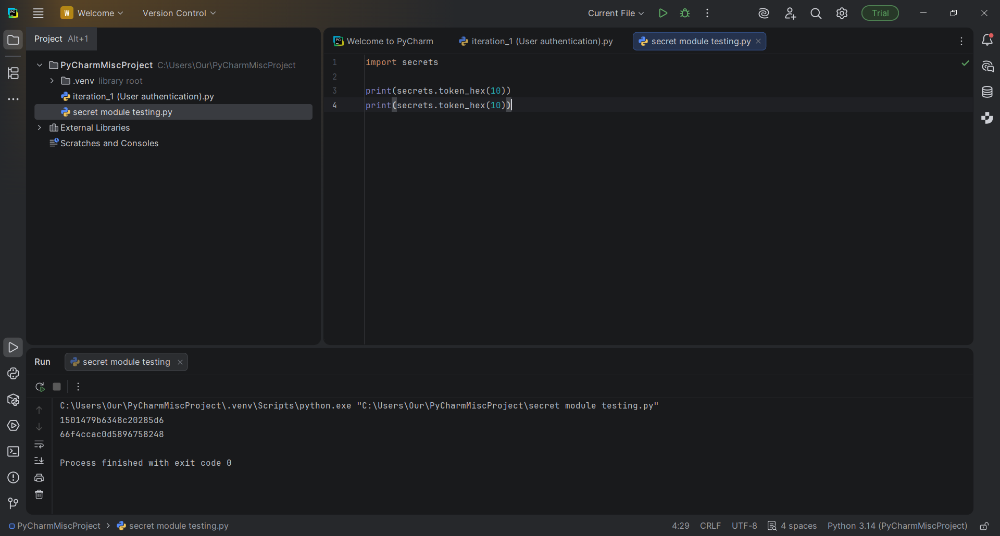 W Welcome
Version Control
Current File
Trial
Project Alt+1
PyCharmMiscProject C:\Users\Our\PyCharmMiscProject
.venv library root
iteration_1 (User authentication).py
secret module testing.py
External Libraries
Scratches and Consoles
Welcome to PyCharm
iteration_1 (User authentication).py
secret module testing.py
1 import secrets
2
3 print(secrets.token_hex(10))
4 print(secrets.token_hex(10))
Run
secret module testing
C:\Users\Our\PyCharmMiscProject\.venv\Scripts\python.exe "C:\Users\Our\PyCharmMiscProject\secret module testing.py"
1501479b6348c20285d6
66f4ccac0d5896758248
Process finished with exit code 0
PyCharmMiscProject > secret module testing.py
4:29 CRLF UTF-8 4 spaces Python 3.14 (PyCharmMiscProject)